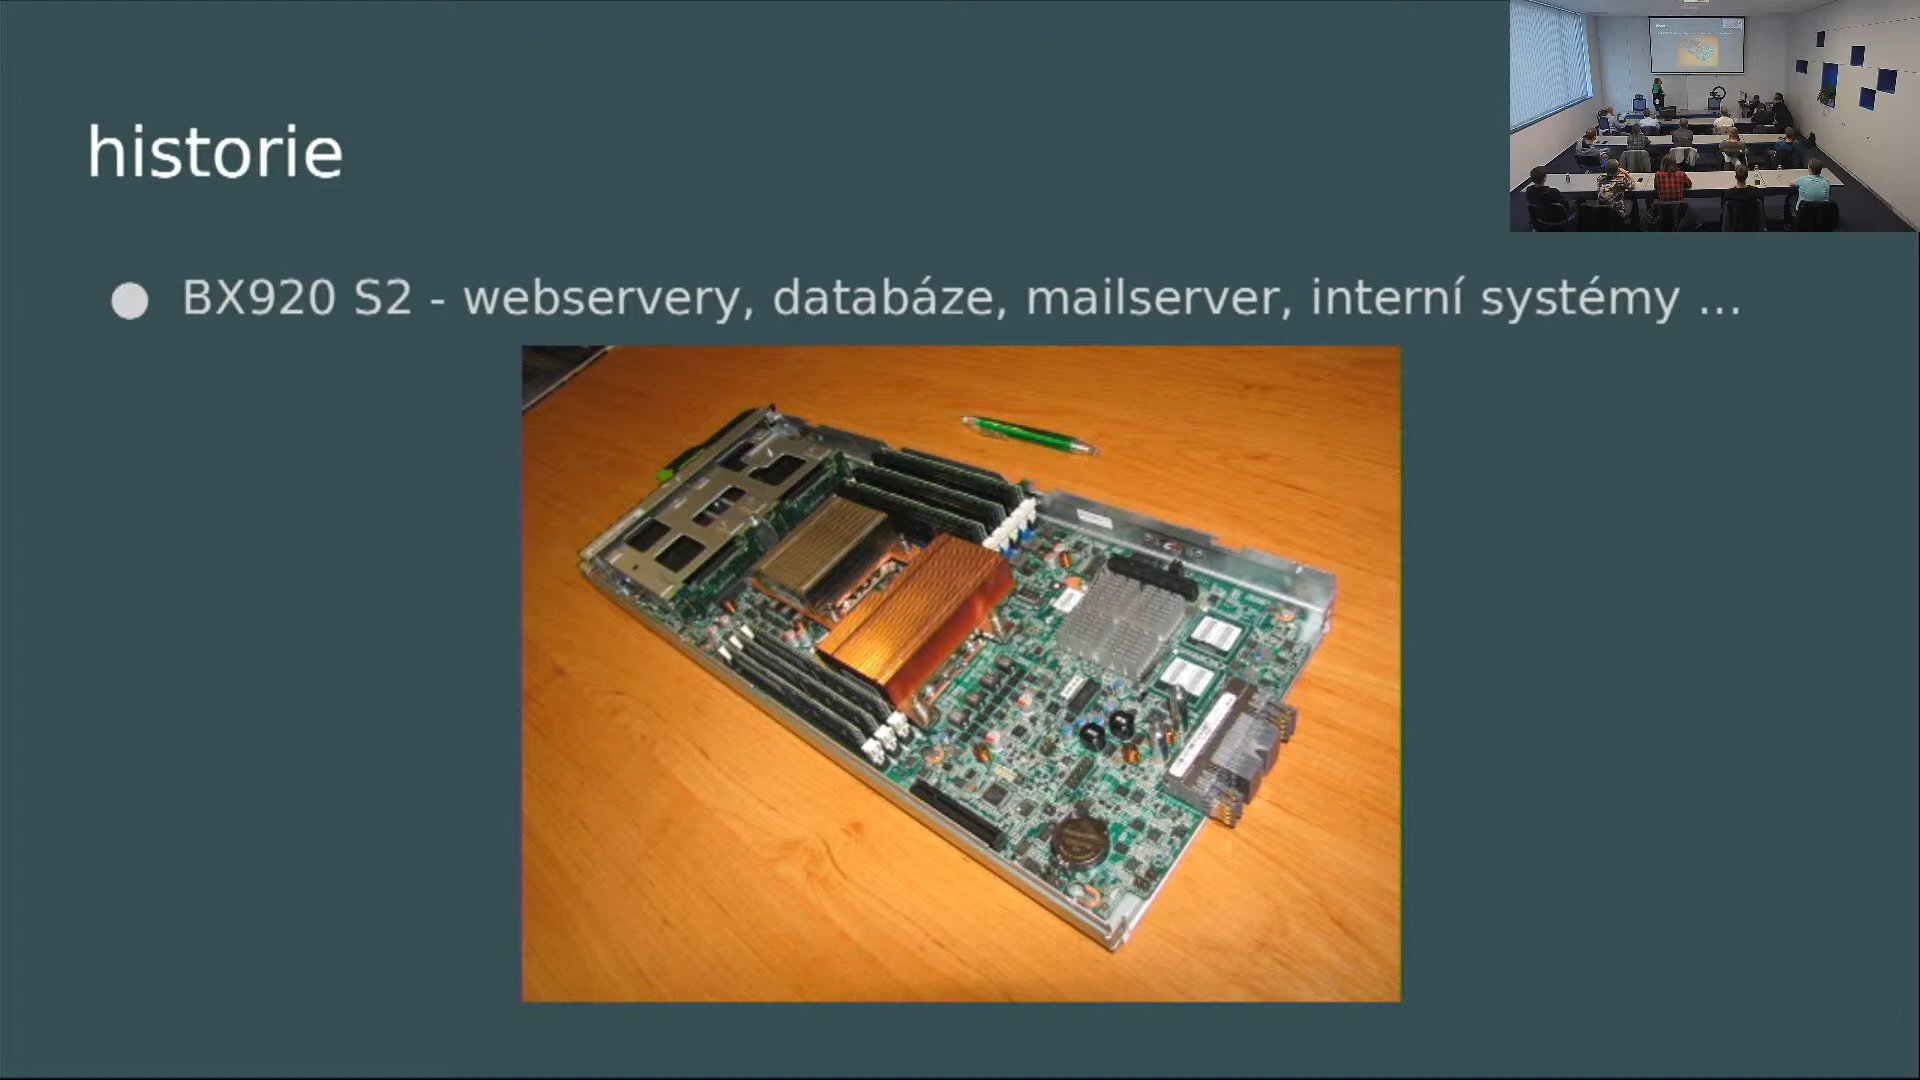 historie
BX920 S2 - webservery, databáze, mailserver, interní systémy ...